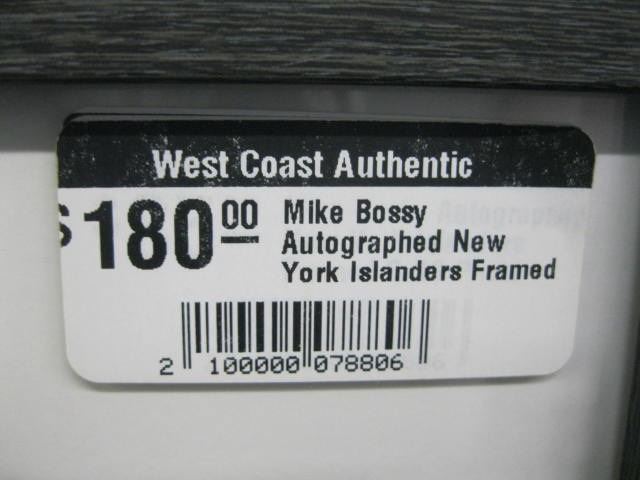 West Coast Authentic
$180.00
Mike Bossy
Autographed New
York Islanders Framed
2 100000 078806